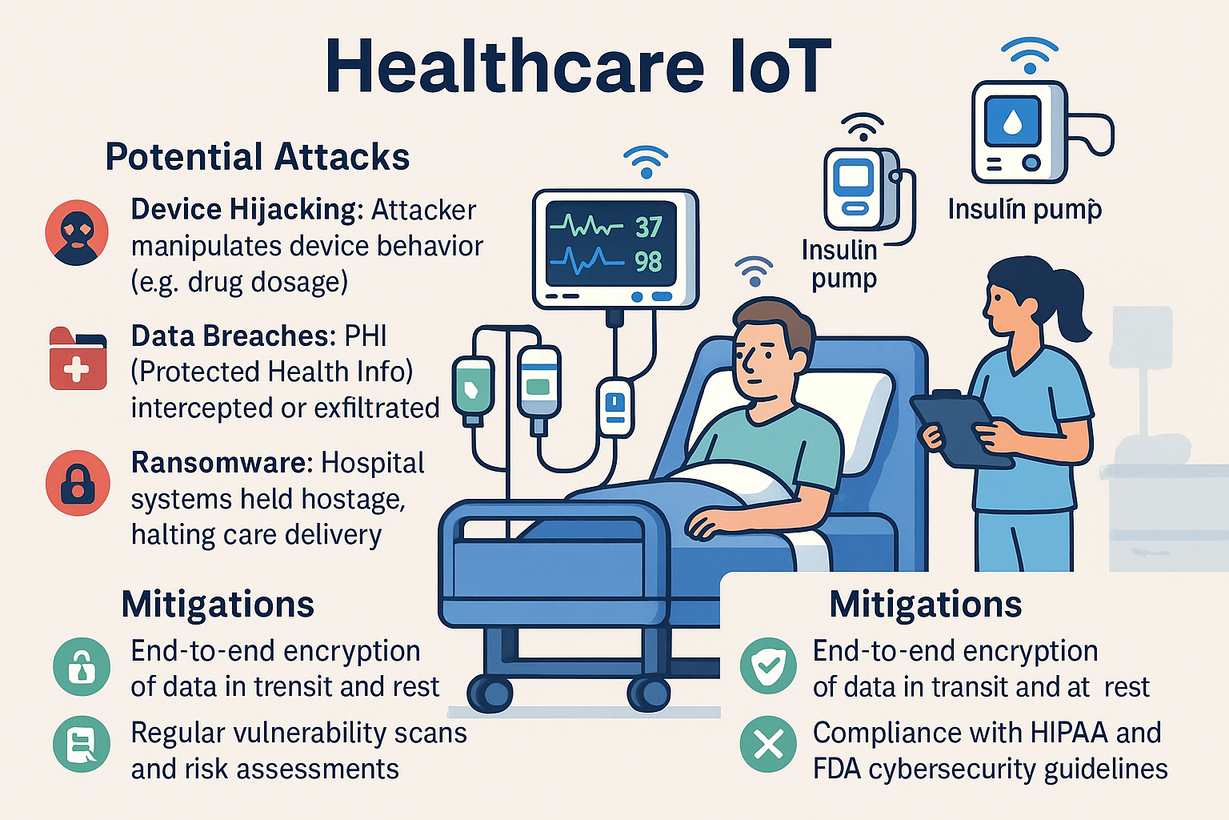 Healthcare IoT
Potential Attacks
Device Hijacking: Attacker
manipulates device behavior
(e.g. drug dosage)
Data Breaches: PHI
(Protected Health Info)
intercepted or exfiltrated
Ransomware: Hospital
systems held hostage,
halting care delivery
37
98
Insulin
pump
Insulín pump̂
Mitigations
End-to-end encryption
of data in trensit and rest
Regular vulnerability scans
and risk assessments
Mitigations
End-to-end encryption
of data in transit and at rest
Compliance with HIPAA and
FDA cybersecurity guidelines